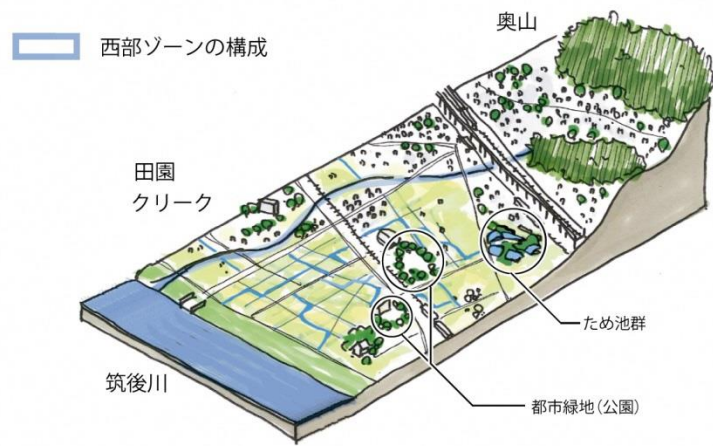 西部ゾーンの構成
奥山
田園
クリーク
ため池群
筑後川
都市緑地(公園)